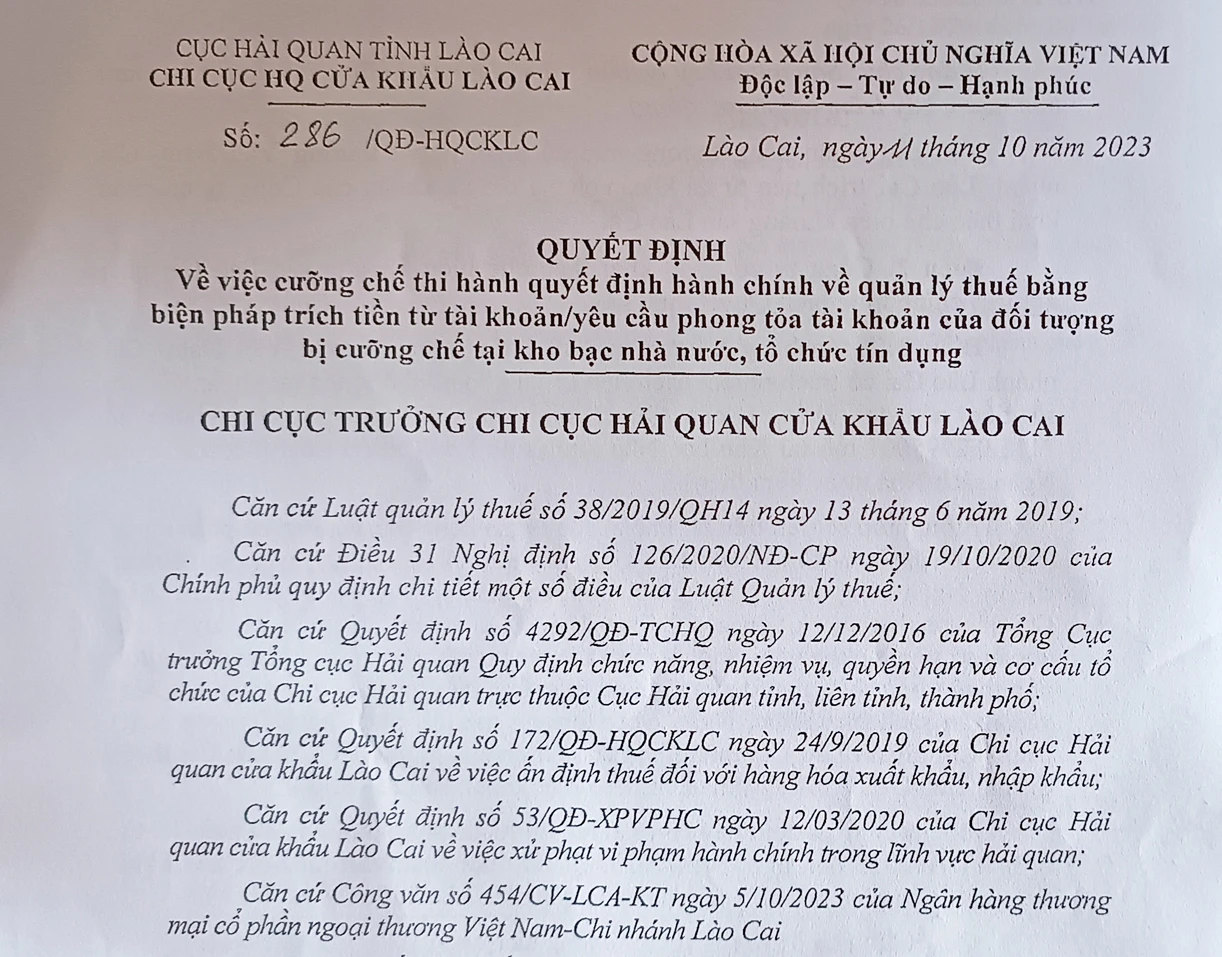 CỤC HẢI QUAN TỈNH LÀO CAI
CHI CỤC HQ CỬA KHẨU LÀO CAI
Số: 286 /QĐ-HQCKLC
CỘNG HÒA XÃ HỘI CHỦ NGHĨA VIỆT NAM
Độc lập – Tự do – Hạnh phúc
Lào Cai, ngày 11 tháng 10 năm 2023
QUYẾT ĐỊNH
Về việc cưỡng chế thi hành quyết định hành chính về quản lý thuế bằng
biện pháp trích tiền từ tài khoản/yêu cầu phong tỏa tài khoản của đối tượng
bị cưỡng chế tại kho bạc nhà nước, tổ chức tín dụng
CHI CỤC TRƯỞNG CHI CỤC HẢI QUAN CỬA KHẨU LÀO CAI
Căn cứ Luật quản lý thuế số 38/2019/QH14 ngày 13 tháng 6 năm 2019;
Căn cứ Điều 31 Nghị định số 126/2020/NĐ-CP ngày 19/10/2020 của
Chính phủ quy định chi tiết một số điều của Luật Quản lý thuế;
Căn cứ Quyết định số 4292/QĐ-TCHQ ngày 12/12/2016 của Tổng Cục
trưởng Tổng cục Hải quan Quy định chức năng, nhiệm vụ, quyền hạn và cơ cấu tổ
chức của Chi cục Hải quan trực thuộc Cục Hải quan tỉnh, liên tỉnh, thành phố;
Căn cứ Quyết định số 172/QĐ-HQCKLC ngày 24/9/2019 của Chi cục Hải
quan cửa khẩu Lào Cai về việc ấn định thuế đối với hàng hóa xuất khẩu, nhập khẩu;
Căn cứ Quyết định số 53/QĐ-XPVPHC ngày 12/03/2020 của Chi cục Hải
quan cửa khẩu Lào Cai về việc xử phạt vi phạm hành chính trong lĩnh vực hải quan;
Căn cứ Công văn số 454/CV-LCA-KT ngày 5/10/2023 của Ngân hàng thương
mại cổ phần ngoại thương Việt Nam-Chi nhánh Lào Cai